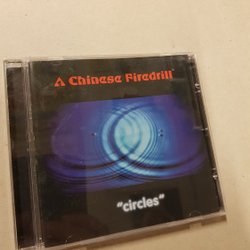 A Chinese Firedrill
"circles"